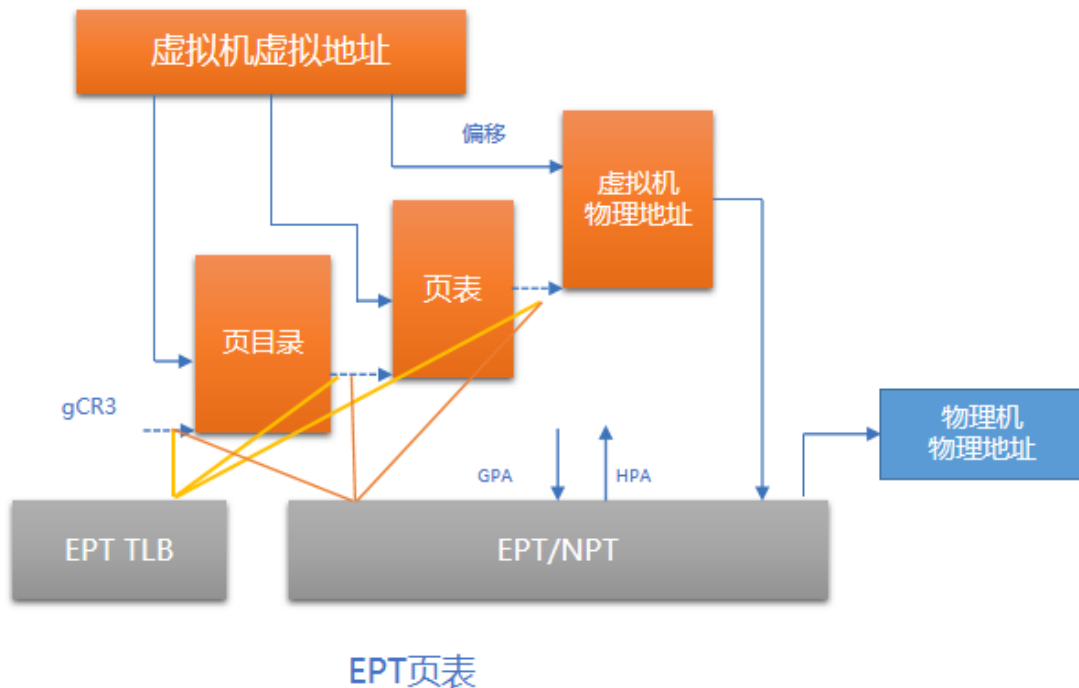 虚拟机虚拟地址
偏移
虚拟机
物理地址
页表
页目录
gCR3
物理机
物理地址
GPA
HPA
EPT TLB
EPT/NPT
EPT页表